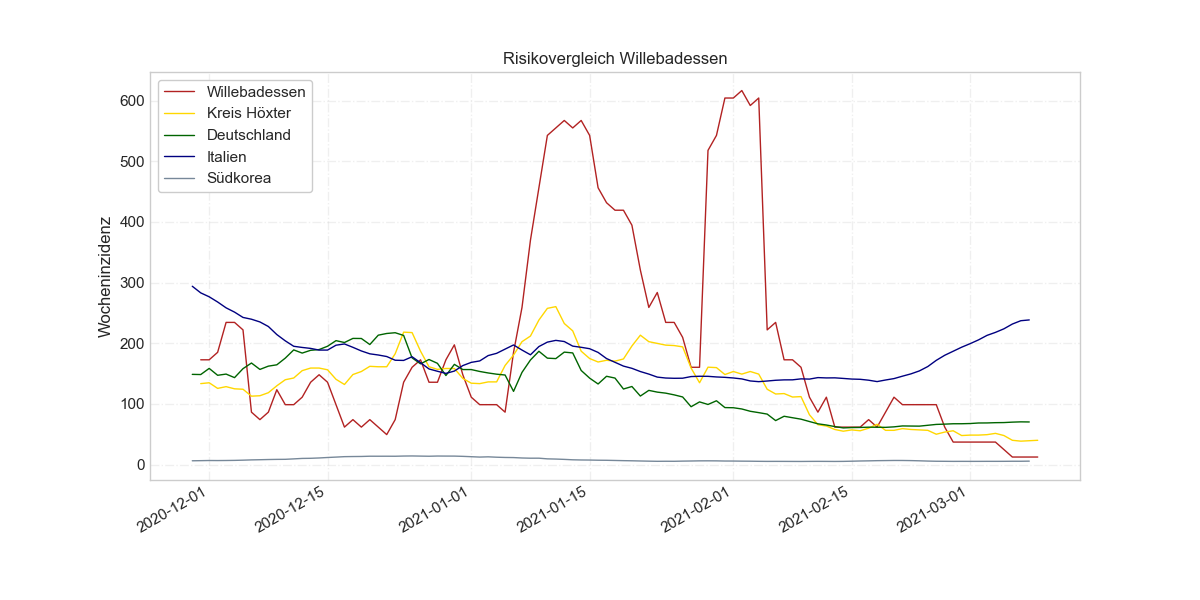 Risikovergleich Willebadessen
Willebadessen
Kreis Höxter
Deutschland
Italien
Südkorea
Wocheninzidenz
600
500
400
300
200
100
0
2020-12-01
2020-12-15
2021-01-01
2021-01-15
2021-02-01
2021-02-15
2021-03-01